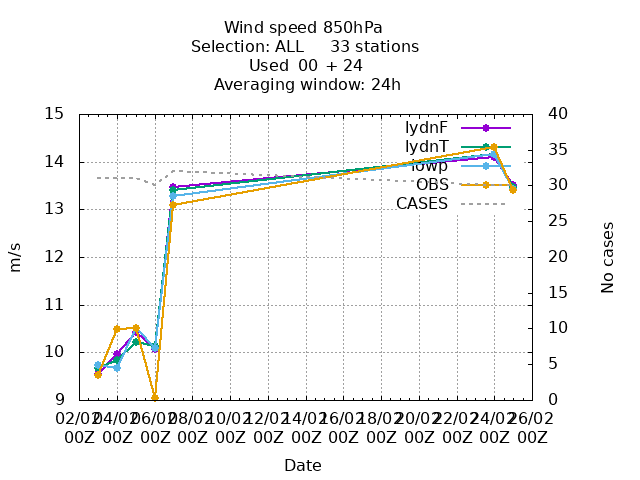 Wind speed 850hPa
Selection: ALL 33 stations
Used 00 + 24
Averaging window: 24h
15 40
14 35
13 30
12 25
11 20
10 15
9 10
5
0
lydnF
lydnT
lowp
OBS
CASES
m/s
No cases
02/02 04/02 06/02 08/02 10/02 12/02 14/02 16/02 18/02 20/02 22/02 24/02 26/02
00Z 00Z 00Z 00Z 00Z 00Z 00Z 00Z 00Z 00Z 00Z 00Z 00Z
Date